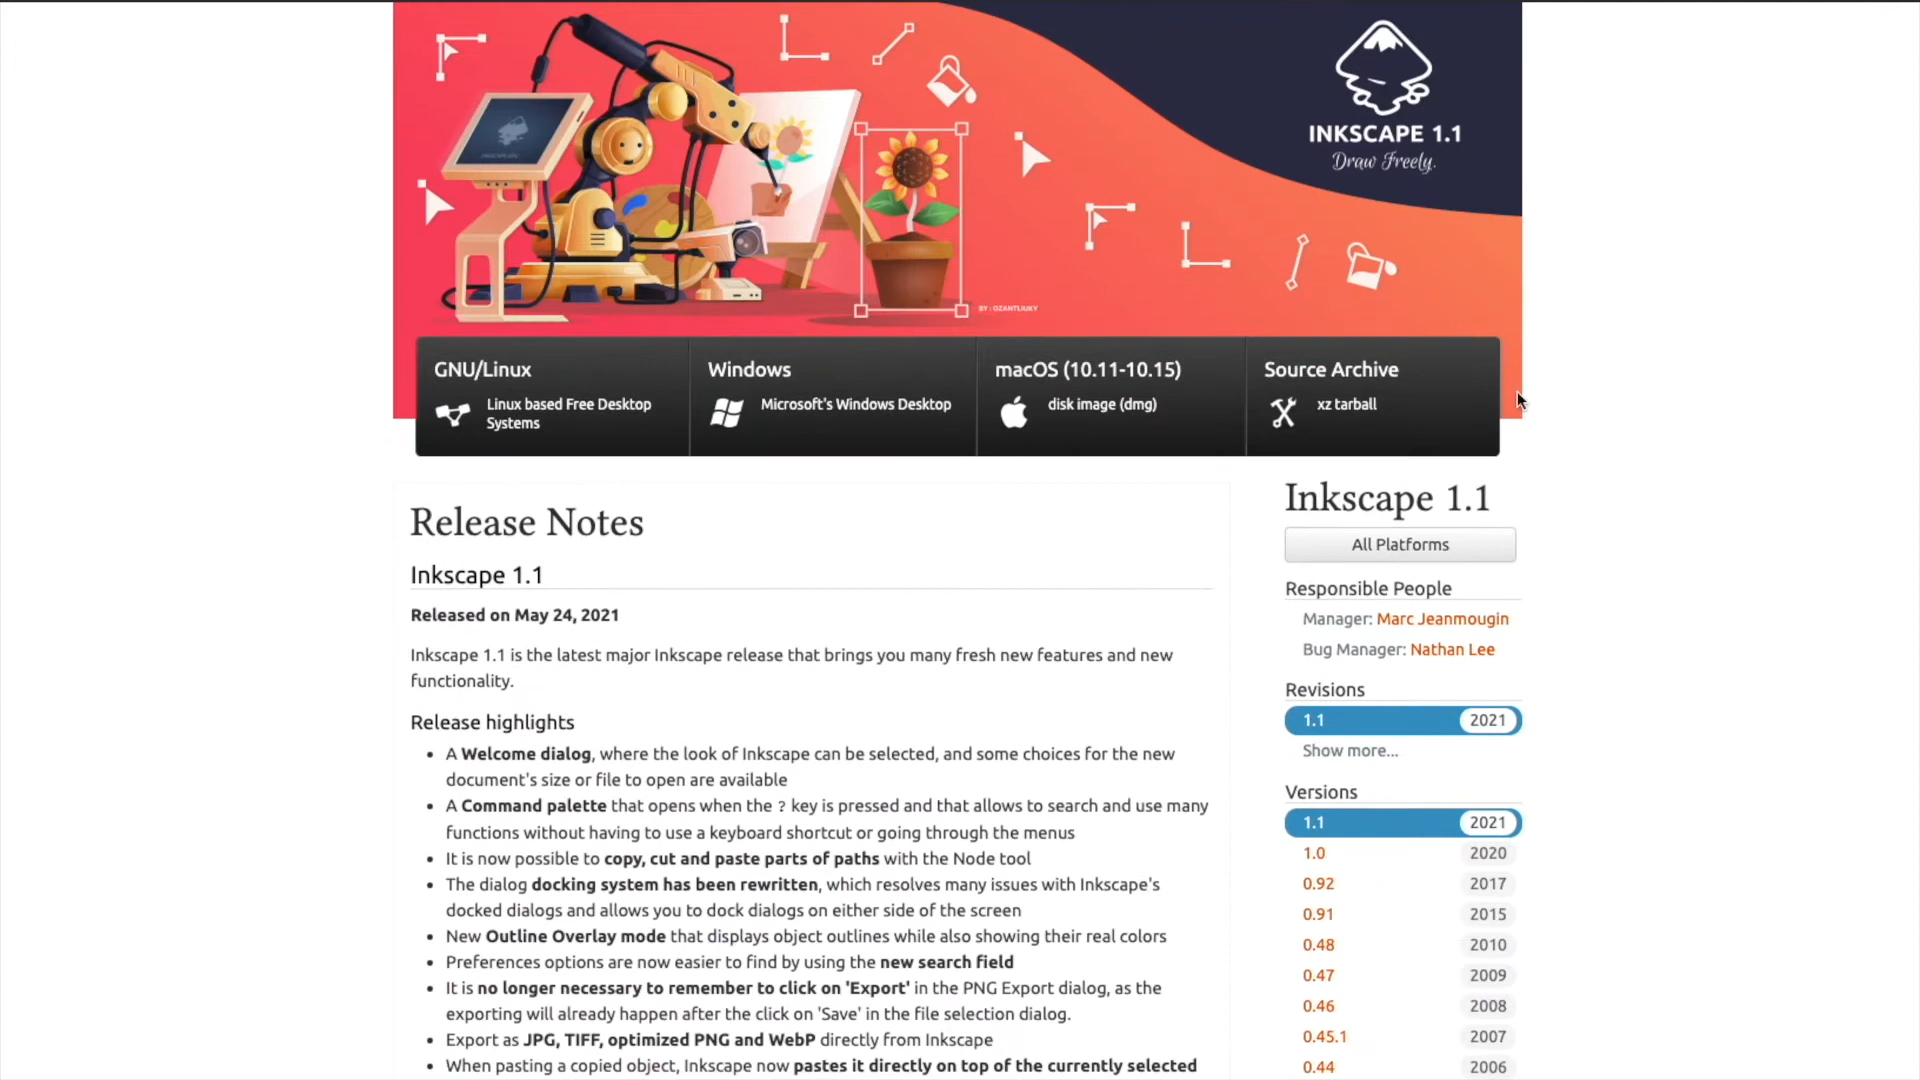 INKSCAPE 1.1
Draw Freely.
BY : OZANTLIUKY
GNU/Linux
Linux based Free Desktop
Systems
Windows
Microsoft's Windows Desktop
macOS (10.11-10.15)
disk image (dmg)
Source Archive
xz tarball
Release Notes
Inkscape 1.1
Released on May 24, 2021
Inkscape 1.1 is the latest major Inkscape release that brings you many fresh new features and new
functionality.
Release highlights
• A Welcome dialog, where the look of Inkscape can be selected, and some choices for the new
document's size or file to open are available
• A Command palette that opens when the ? key is pressed and that allows to search and use many
functions without having to use a keyboard shortcut or going through the menus
• It is now possible to copy, cut and paste parts of paths with the Node tool
• The dialog docking system has been rewritten, which resolves many issues with Inkscape's
docked dialogs and allows you to dock dialogs on either side of the screen
• New Outline Overlay mode that displays object outlines while also showing their real colors
• Preferences options are now easier to find by using the new search field
• It is no longer necessary to remember to click on 'Export' in the PNG Export dialog, as the
exporting will already happen after the click on 'Save' in the file selection dialog.
• Export as JPG, TIFF, optimized PNG and WebP directly from Inkscape
• When pasting a copied object, Inkscape now pastes it directly on top of the currently selected
Inkscape 1.1
All Platforms
Responsible People
Manager: Marc Jeanmougin
Bug Manager: Nathan Lee
Revisions
1.1 2021
Show more...
Versions
1.1 2021
1.0 2020
0.92 2017
0.91 2015
0.48 2010
0.47 2009
0.46 2008
0.45.1 2007
0.44 2006